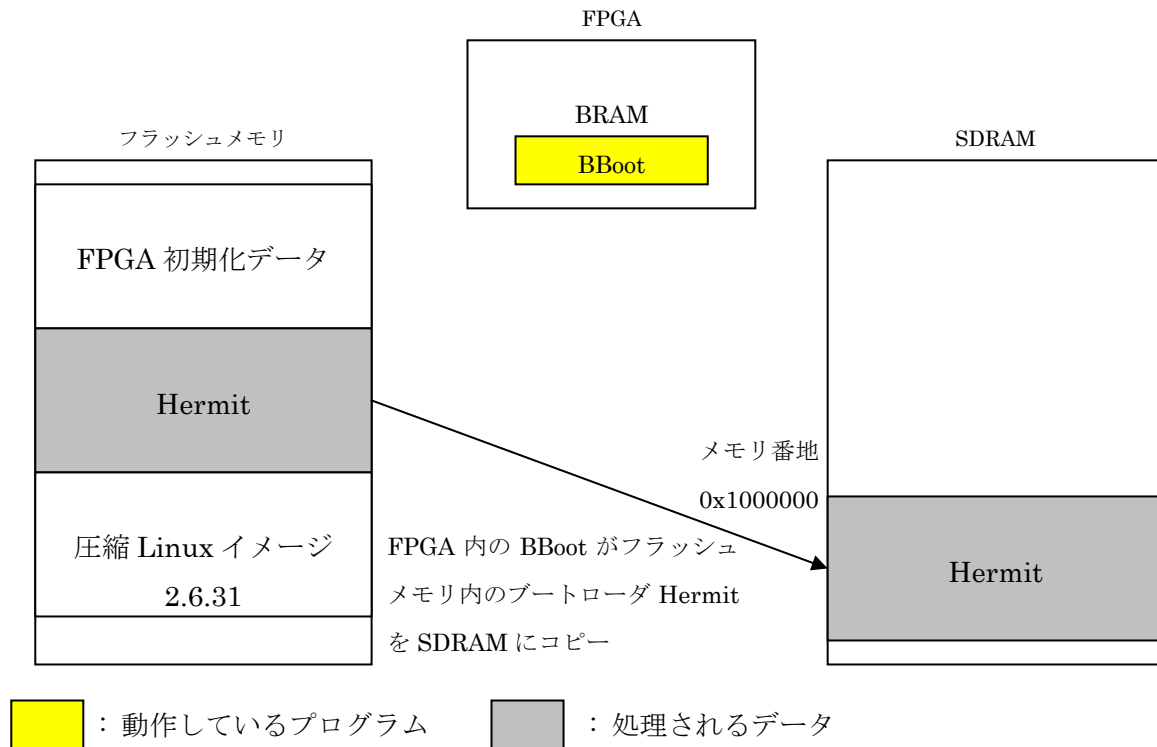 FPGA
BRAM
BBoot
フラッシュメモリ
FPGA 初期化データ
Hermit
圧縮 Linux イメージ
2.6.31
SDRAM
メモリ番地
0x1000000
Hermit
FPGA 内の BBoot がフラッシュ
メモリ内のブートローダ Hermit
を SDRAM にコピー
：動作しているプログラム
：処理されるデータ